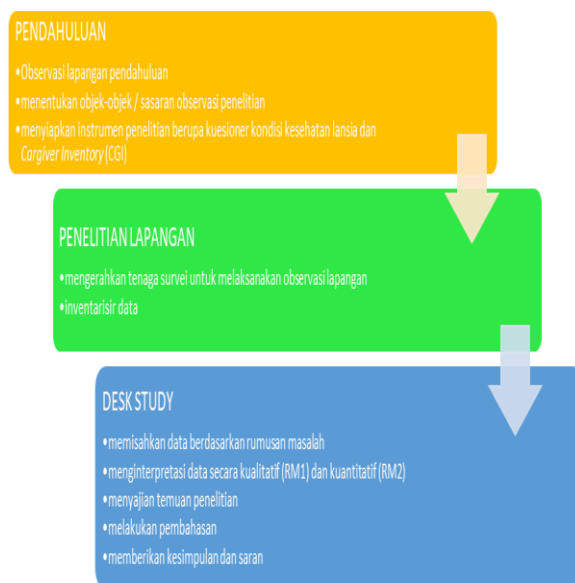 PENDAHULUAN
•Observasi lapangan pendahuluan
•menentukan objek-objek / sasaran observasi penelitian
•menyiapkan instrumen penelitian berupa kuesioner kondisi kesehatan lansia dan
Cargiver Inventory (CGI)
PENELITIAN LAPANGAN
•mengerahkan tenaga survei untuk melaksanakan observasi lapangan
•inventarisir data
DESK STUDY
•memisahkan data berdasarkan rumusan masalah
•menginterpretasi data secara kualitatif (RM1) dan kuantitatif (RM2)
•menyajian temuan penelitian
•melakukan pembahasan
•memberikan kesimpulan dan saran